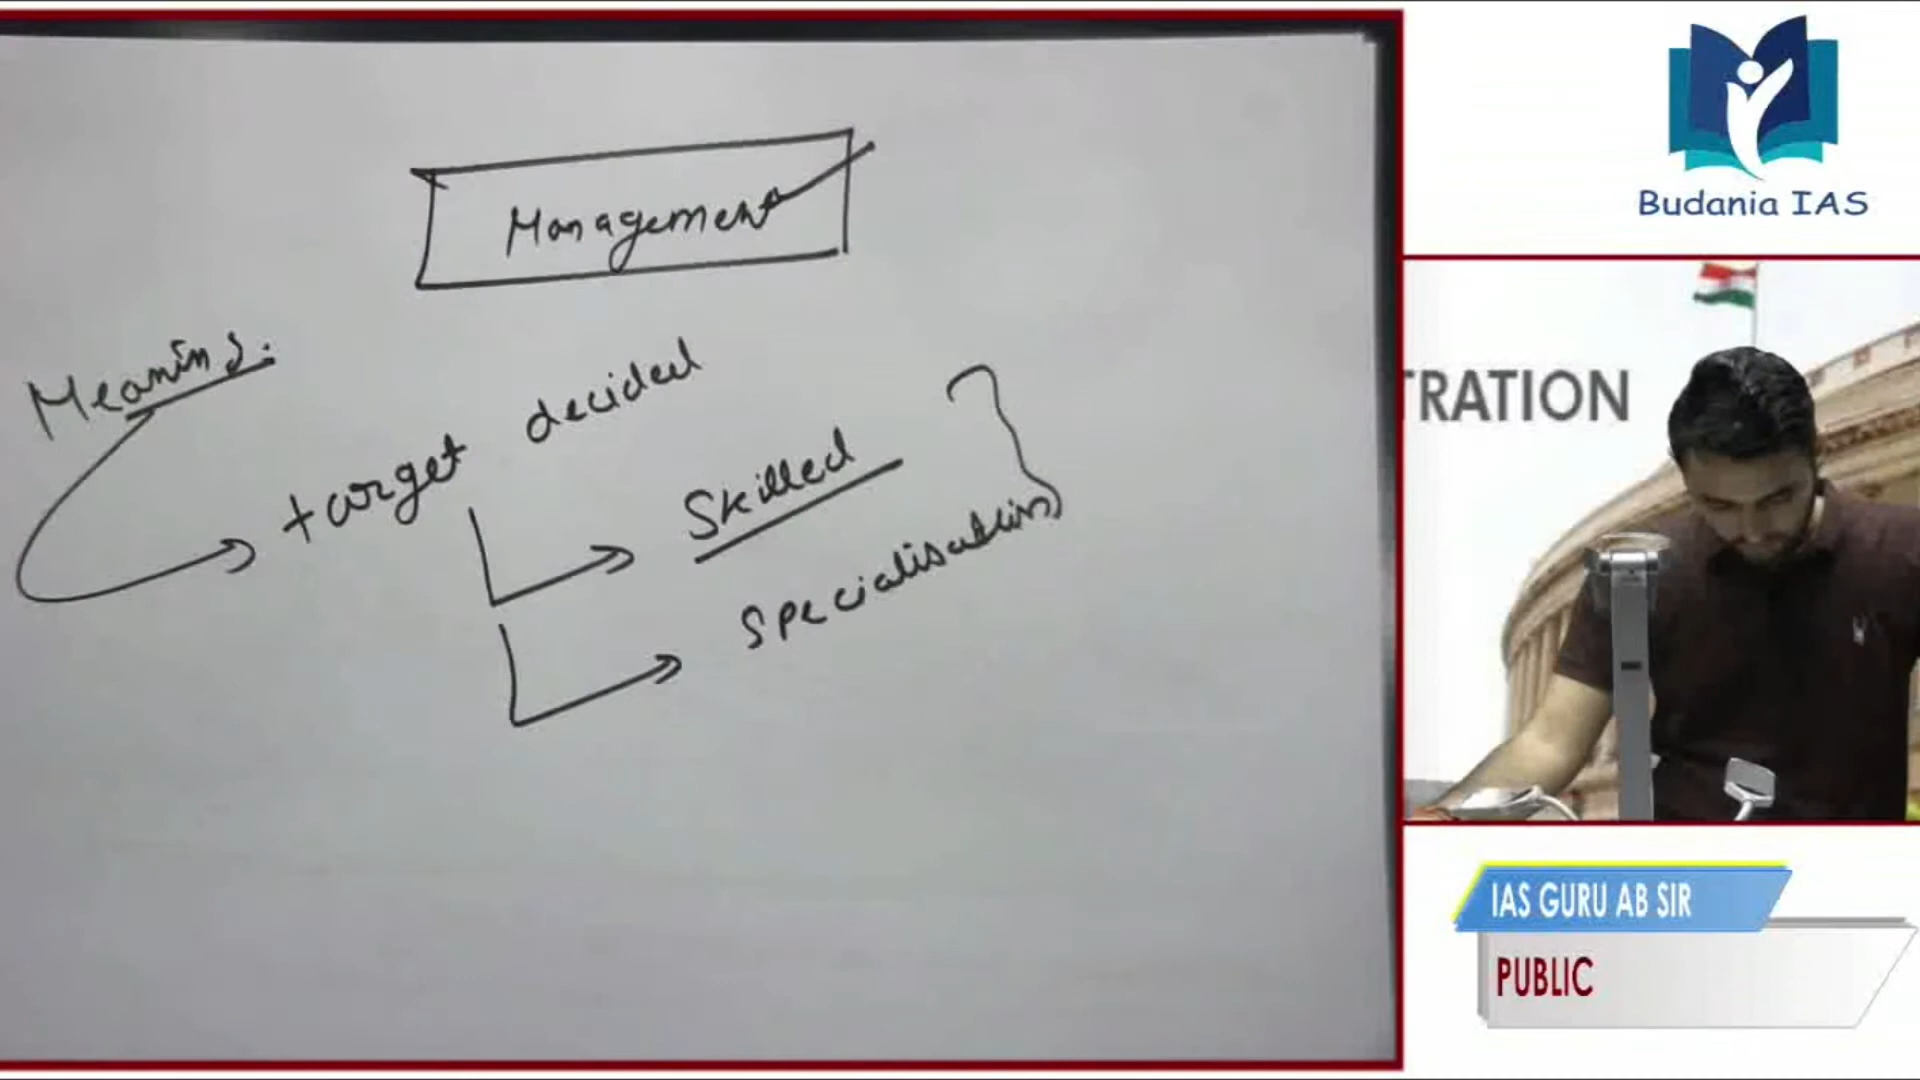 Management
Meaning:
target decided
Skilled
Specialisation
Budania IAS
TRATION
IAS GURU AB SIR
PUBLIC